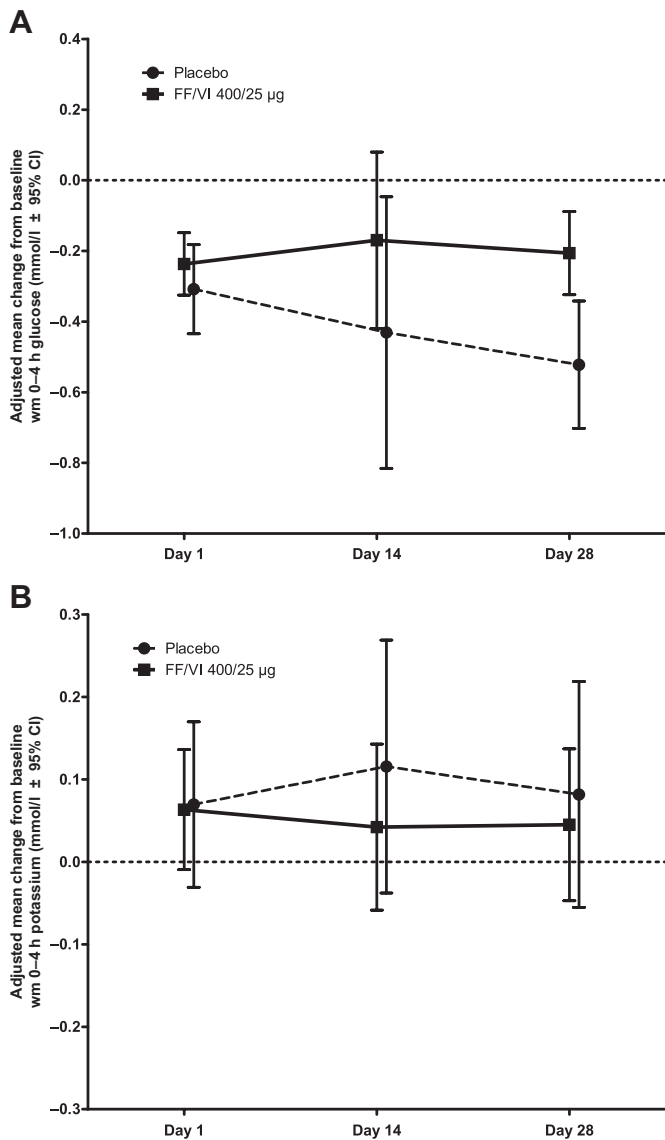 A
Adjusted mean change from baseline
wm 0–4 h glucose (mmol/l ± 95% CI)
0.4
0.2
0.0
–0.2
–0.4
–0.6
–0.8
–1.0
Placebo
FF/VI 400/25 µg
Day 1
Day 14
Day 28
B
Adjusted mean change from baseline
wm 0–4 h potassium (mmol/l ± 95% CI)
0.3
0.2
0.1
0.0
–0.1
–0.2
–0.3
Placebo
FF/VI 400/25 µg
Day 1
Day 14
Day 28